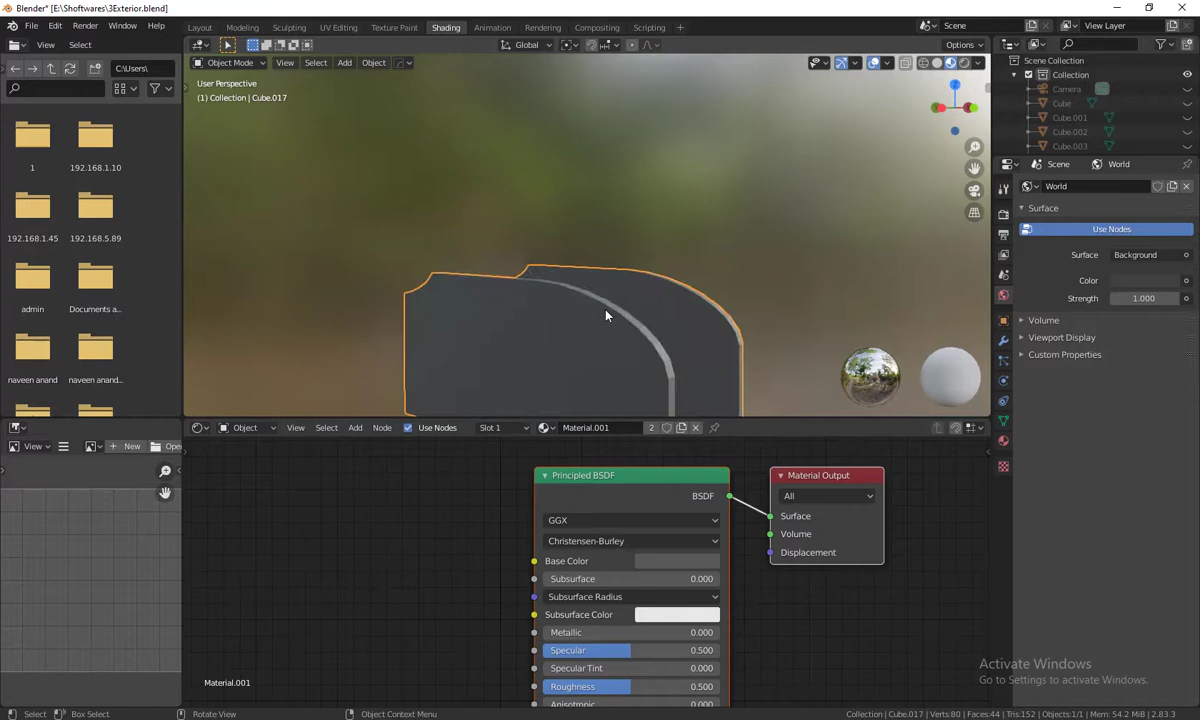 Blender* [E:\Shoftwares\3Exterior.blend]
File Edit Render Window Help
Layout Modeling Sculpting UV Editing Texture Paint Shading Animation Rendering Compositing Scripting
Scene
View Layer
View Select
Global
Options
C:\Users\
Object Mode View Select Add Object
User Perspective
(1) Collection | Cube.017
Scene Collection
Collection
Camera
Cube
Cube.001
Cube.002
Cube.003
1
192.168.1.10
192.168.1.45
192.168.5.89
admin
Documents a...
naveen anand
naveen anand...
Scene
World
World
Surface
Use Nodes
Surface Background
Color
Strength 1.000
Volume
Viewport Display
Custom Properties
View
New
Open
Object View Select Add Node Use Nodes Slot 1 Material.001 2
Principled BSDF
BSDF
GGX
Christensen-Burley
Base Color
Subsurface 0.000
Subsurface Radius
Subsurface Color
Metallic 0.000
Specular 0.500
Specular Tint 0.000
Roughness 0.500
Material Output
All
Surface
Volume
Displacement
Material.001
Activate Windows
Go to Settings to activate Windows.
Select Box Select Rotate View Object Context Menu
Collection | Cube.017 | Verts:80 | Faces:44 | Tris:152 | Objects:1/1 | Mem: 54.2 MiB | 2.83.3